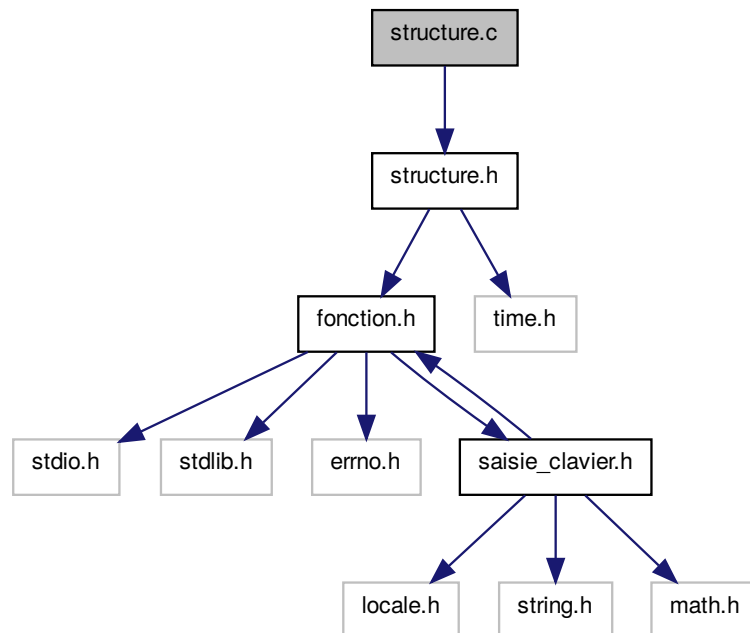 structure.c
structure.h
fonction.h
time.h
stdio.h
stdlib.h
errno.h
saisie_clavier.h
locale.h
string.h
math.h